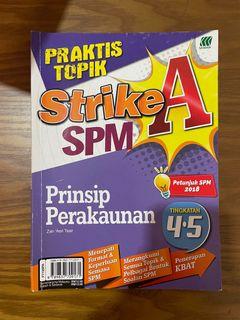 PRAKTIS
TOPIK
Strike A
SPM
Petunjuk SPM
2018
Prinsip
Perakaunan
TINGKATAN
4•5
Menepati
Format &
Keperluan
Semasa
SPM
Merangkumi
Semua Topik &
Pelbagai Bentuk
Soalan SPM
Penerapan
KBAT